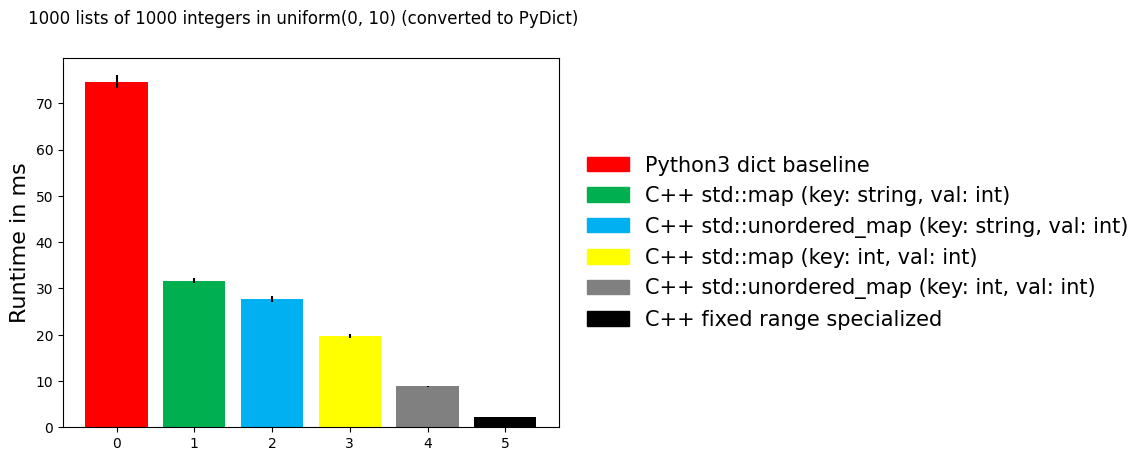 1000 lists of 1000 integers in uniform(0, 10) (converted to PyDict)
Runtime in ms
70
60
50
40
30
20
10
0
0 1 2 3 4 5
Python3 dict baseline
C++ std::map (key: string, val: int)
C++ std::unordered_map (key: string, val: int)
C++ std::map (key: int, val: int)
C++ std::unordered_map (key: int, val: int)
C++ fixed range specialized